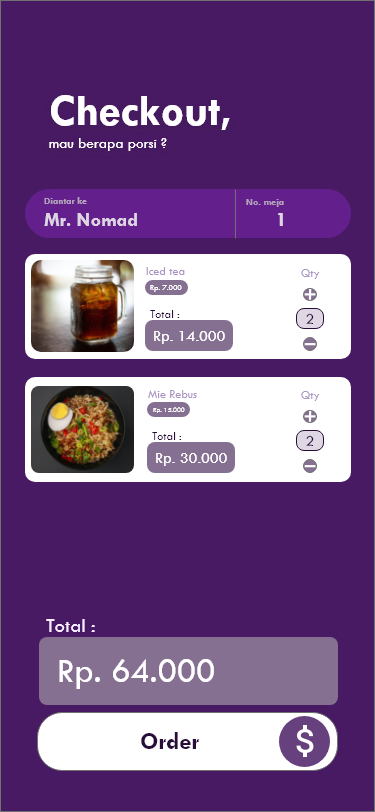 Checkout,
mau berapa porsi ?
Diantar ke
Mr. Nomad
No. meja
1
Iced tea
Rp. 7.000
Total :
Rp. 14.000
Qty
2
Mie Rebus
Rp. 15.000
Total :
Rp. 30.000
Qty
2
Total :
Rp. 64.000
Order
$